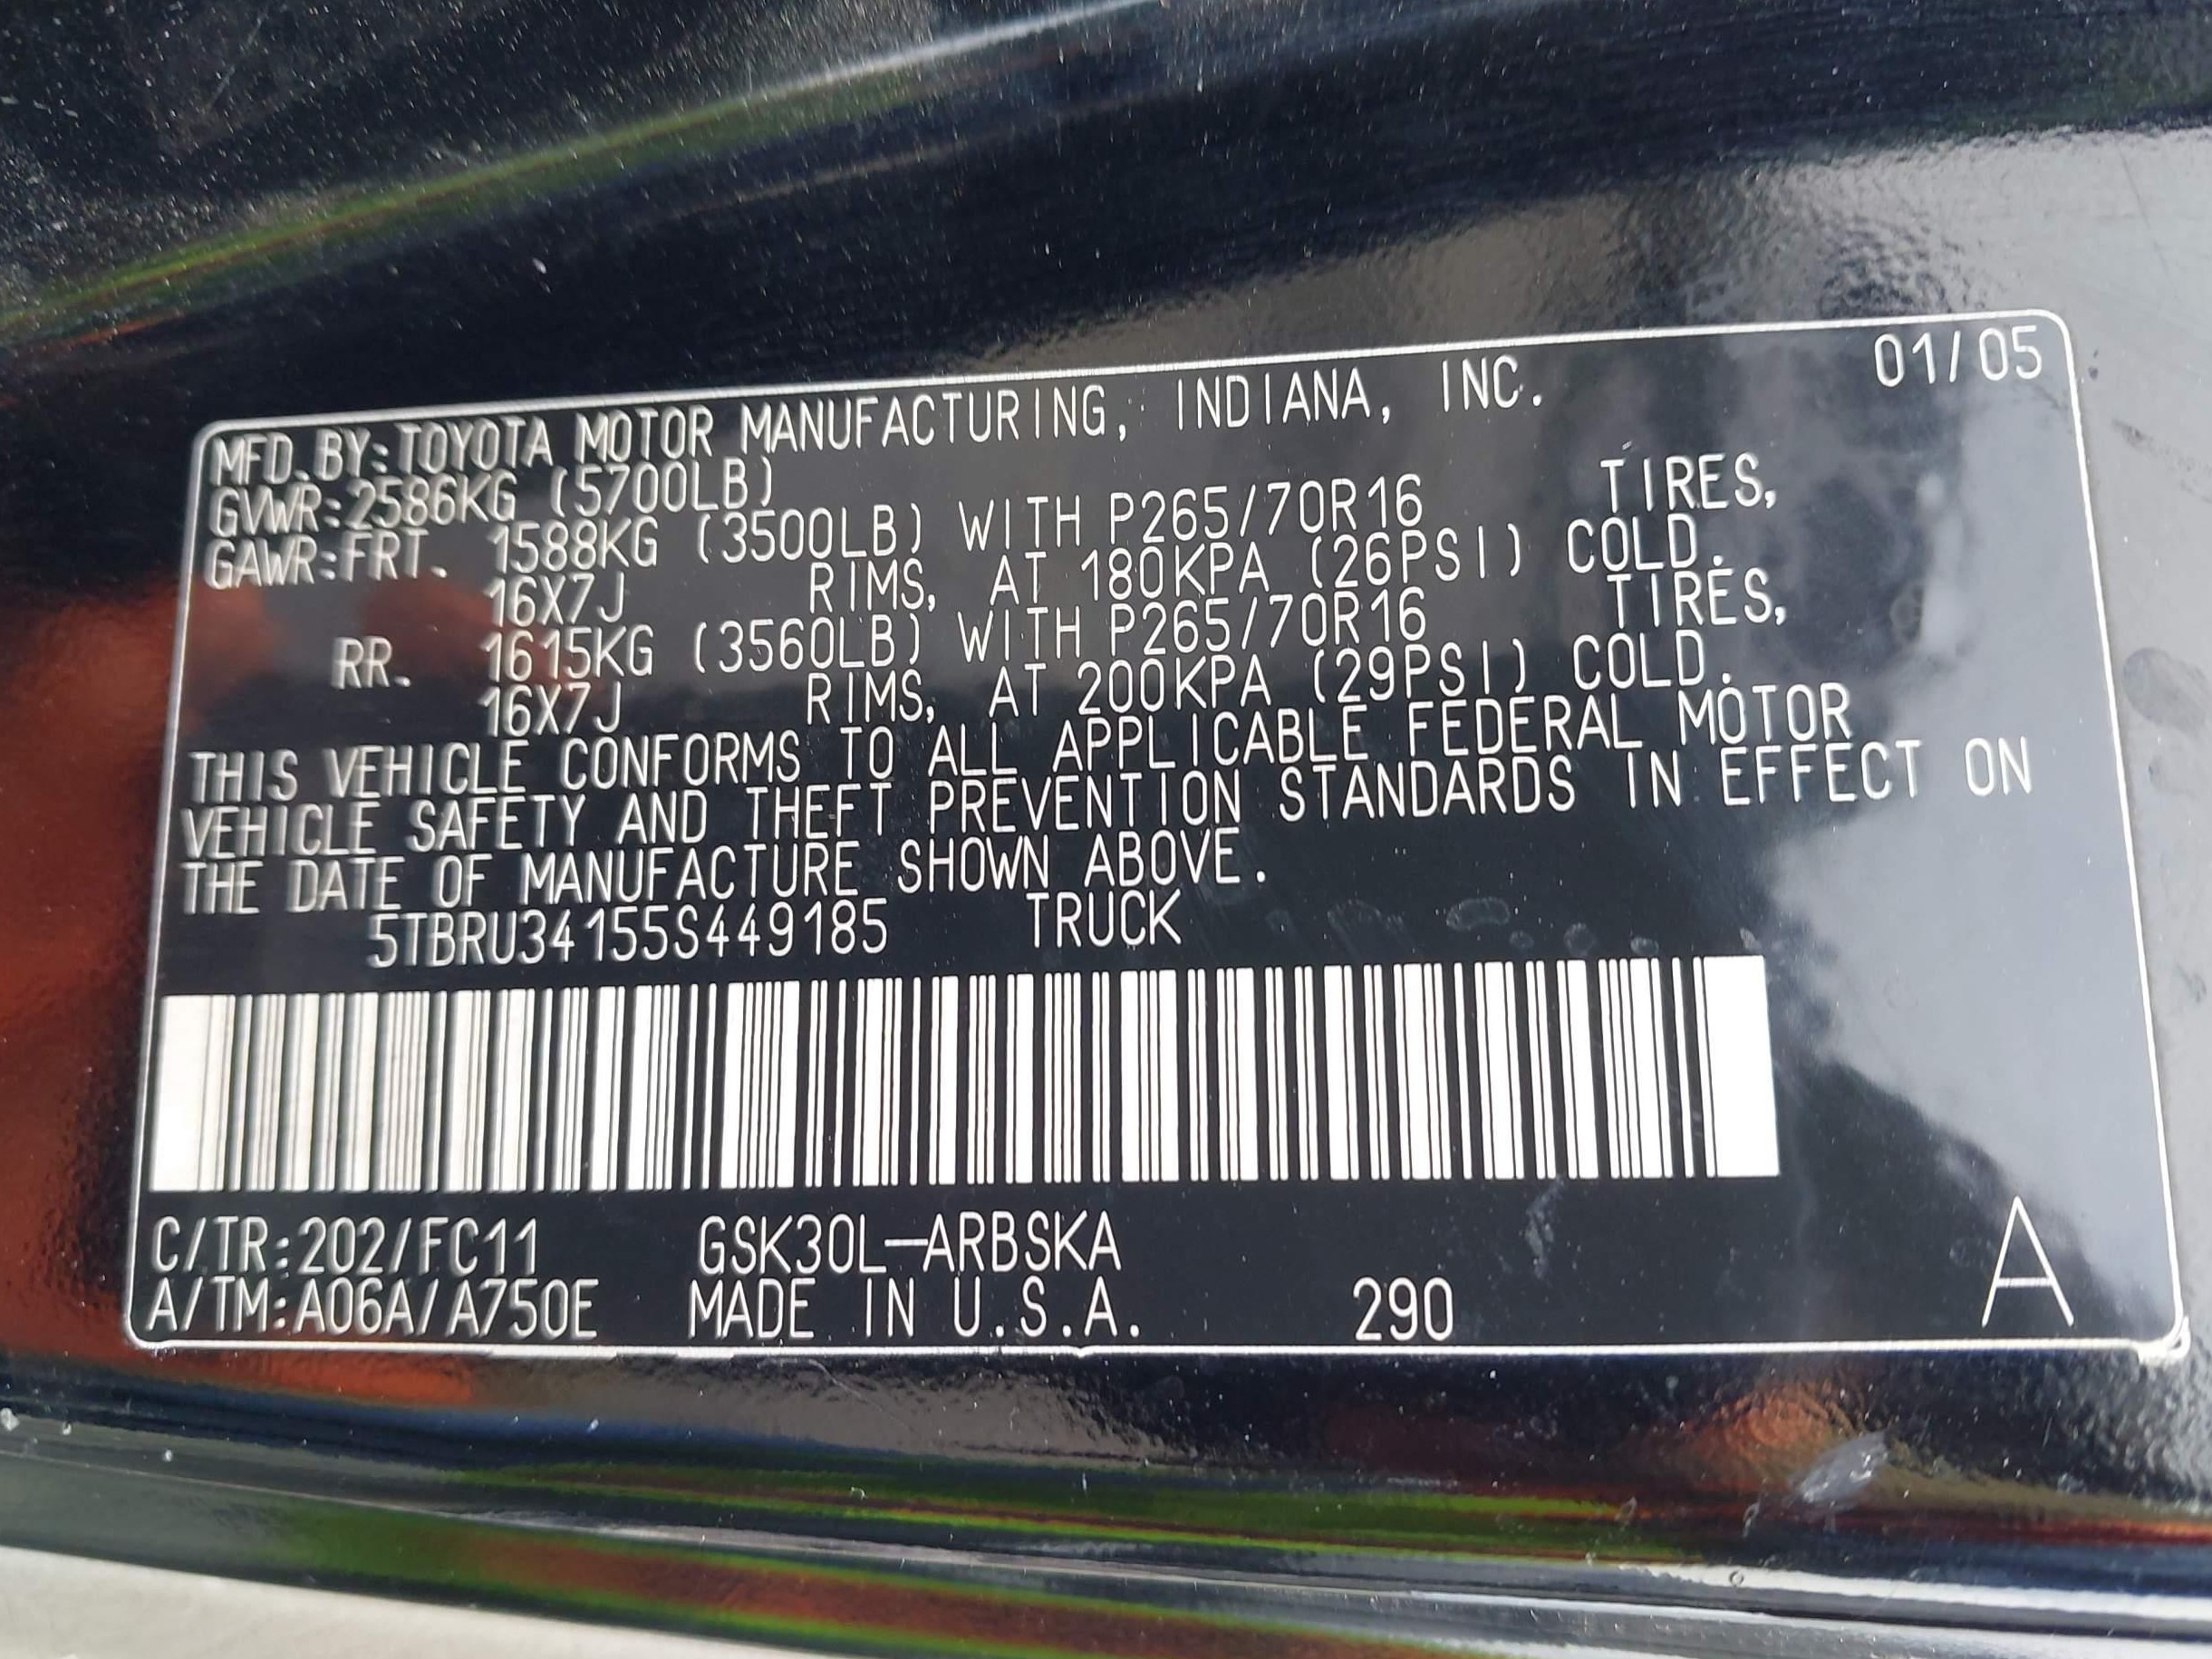 MFD. BY: TOYOTA MOTOR MANUFACTURING, INDIANA, INC. 01/05
GVWR: 2586KG (5700LB)
GAWR: FRT. 1588KG (3500LB) WITH P265/70R16 TIRES,
16X7J RIMS, AT 180KPA (26PSI) COLD.
RR. 1615KG (3560LB) WITH P265/70R16 TIRES,
16X7J RIMS, AT 200KPA (29PSI) COLD.
THIS VEHICLE CONFORMS TO ALL APPLICABLE FEDERAL MOTOR
VEHICLE SAFETY AND THEFT PREVENTION STANDARDS IN EFFECT ON
THE DATE OF MANUFACTURE SHOWN ABOVE.
5TBRU34155S449185 TRUCK
C/TR: 202/FC11 GSK30L-ARBSKA
A/TM: A06A/A750E MADE IN U.S.A. 290 A